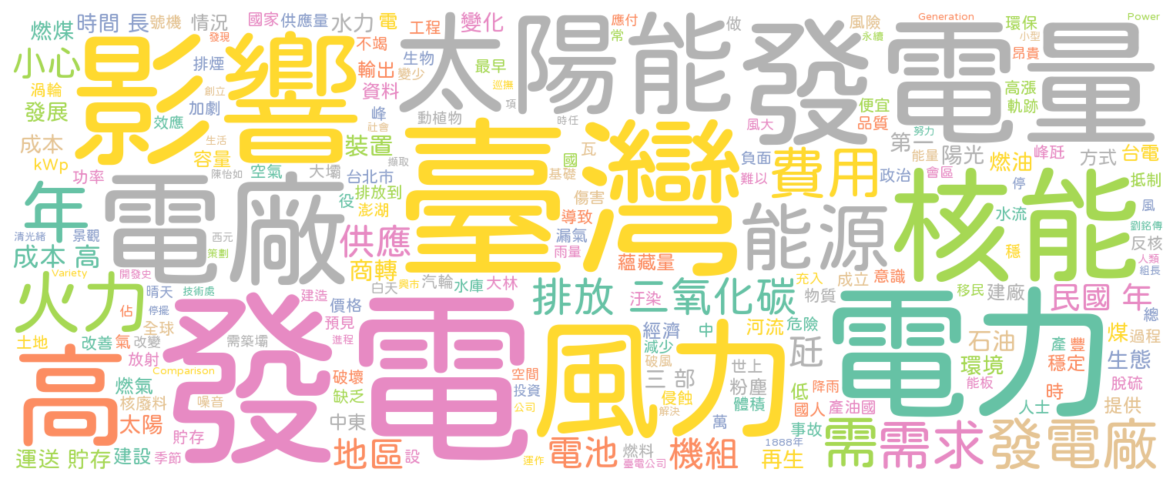 燃煤 時間 長 號機 情況 國家 供應量 水力 電 工程 變化 應付 做 風險 Generation 環保 Power
發現 常 永續 小型 昂貴
小心 影響 排煙 不竭 輸出 生物 最早 太陽能 發電量
渦輪 創立 變少 巡撫 高漲
發展 加劇 資料 項 便宜 軌跡
效應 峰 動植物 時任 風大 品質
成本 生活 社會 裝置 臺灣 瓦 努力 第一
kWp 容量 擷取 國 費用 負面 能量 陽光 燃油 峰瓩 方式 台電
功率 陳怡如 空氣 大壩 台北市 基礎 難以 政治 會區 停 抵制
年 電廠 役 排放到 傷害 能源 核能 水流 風
澎湖 導致 劉銘傳
清光緒 景觀 西元 供應 漏氣 穩 反核
成本 高 策劃 雨量 人類
商轉 蘊藏量 組長
Variety 開發史 白天 汽輪 水庫 大林 充入 成立 意識
火力 晴天 技術處 興市 排放 二氧化碳 物質 移民 建廠 民國 年
佔 停擺 建造 價格 汙染 經濟 中 河流 危險 總
土地 改善 氣 改變 預見 發電 風力 減少 瓩 電力 石油 產 豐 煤 過程
全球 需築壩 進程 破風 世上 環境 穩定 生態
高 放射 Comparison 破壞 空間 三 部 粉塵 低 降雨 能板 時 脫硫
燃氣 缺乏 投資 侵蝕 體積 國人 產油國 人士 提供
核廢料 噪音 公司 解決 萬 事故
太陽 貯存 中東 1888年
運送 貯存 建設 季節 地區 設 運作 電池 燃料 機組 再生 需 需求 發電廠
臺電公司